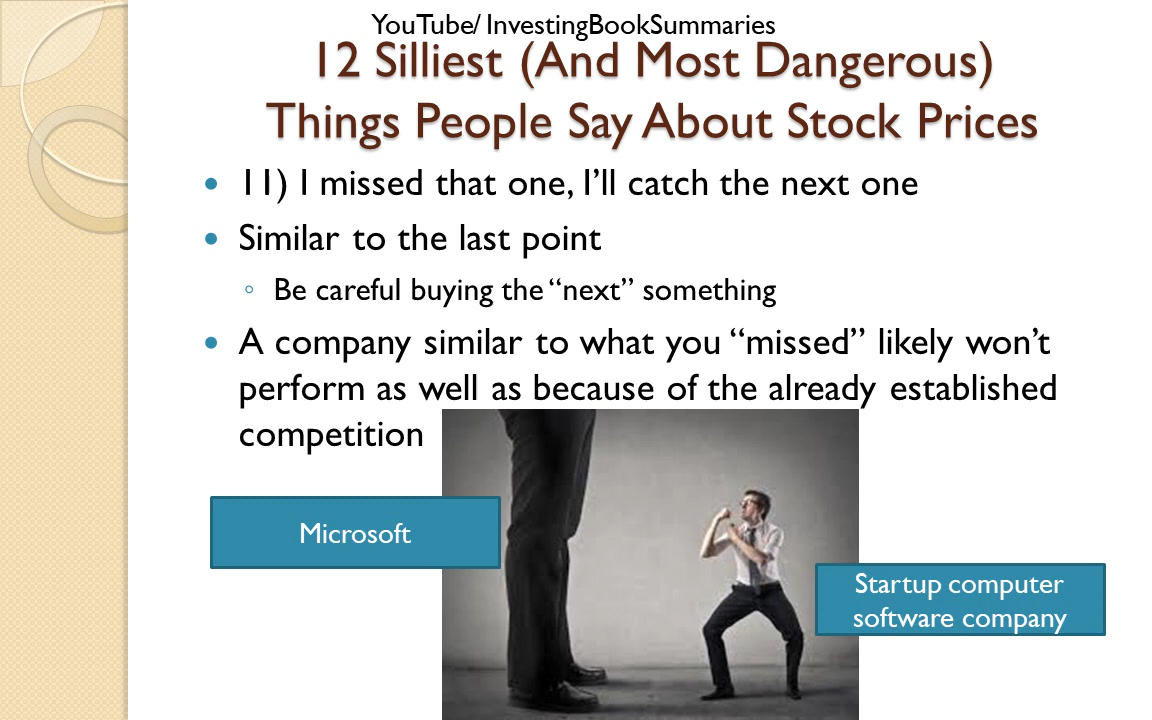 YouTube/ InvestingBookSummaries
12 Silliest (And Most Dangerous)
Things People Say About Stock Prices
11) I missed that one, I’ll catch the next one
Similar to the last point
Be careful buying the “next” something
A company similar to what you “missed” likely won’t
perform as well as because of the already established
competition
Microsoft
Startup computer
software company